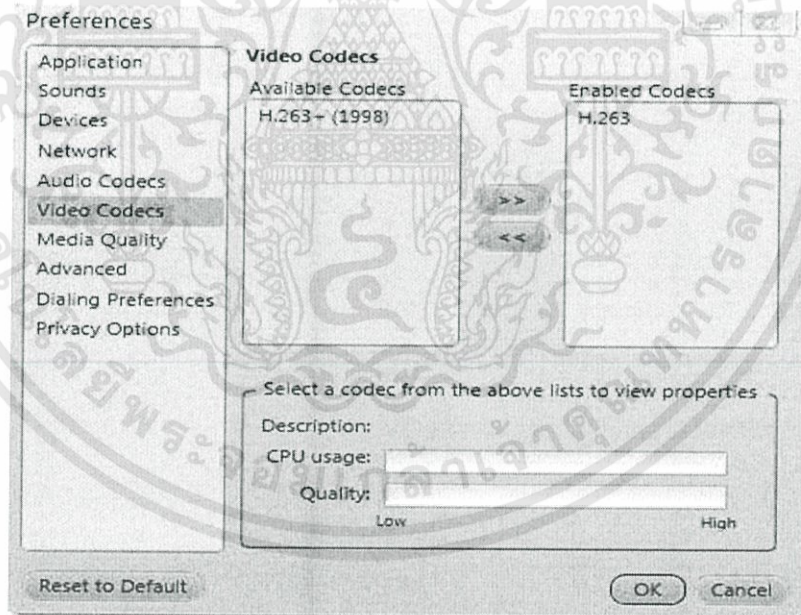 Preferences
Application
Sounds
Devices
Network
Audio Codecs
Video Codecs
Media Quality
Advanced
Dialing Preferences
Privacy Options
Video Codecs
Available Codecs
H.263+ (1998)
>>
<<
Enabled Codecs
H.263
Select a codec from the above lists to view properties
Description:
CPU usage:
Quality:
Low
High
Reset to Default
OK
Cancel